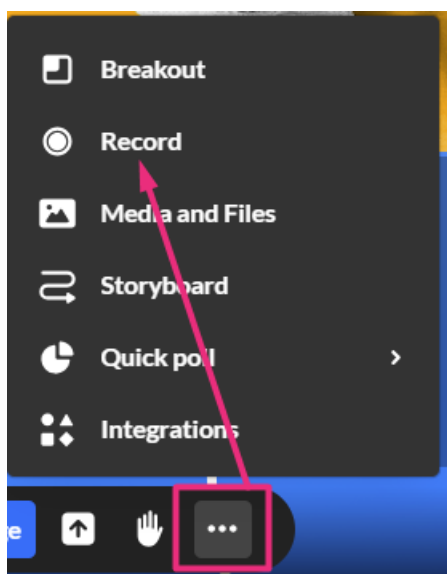 Breakout
Record
Media and Files
Storyboard
Quick poll
Integrations